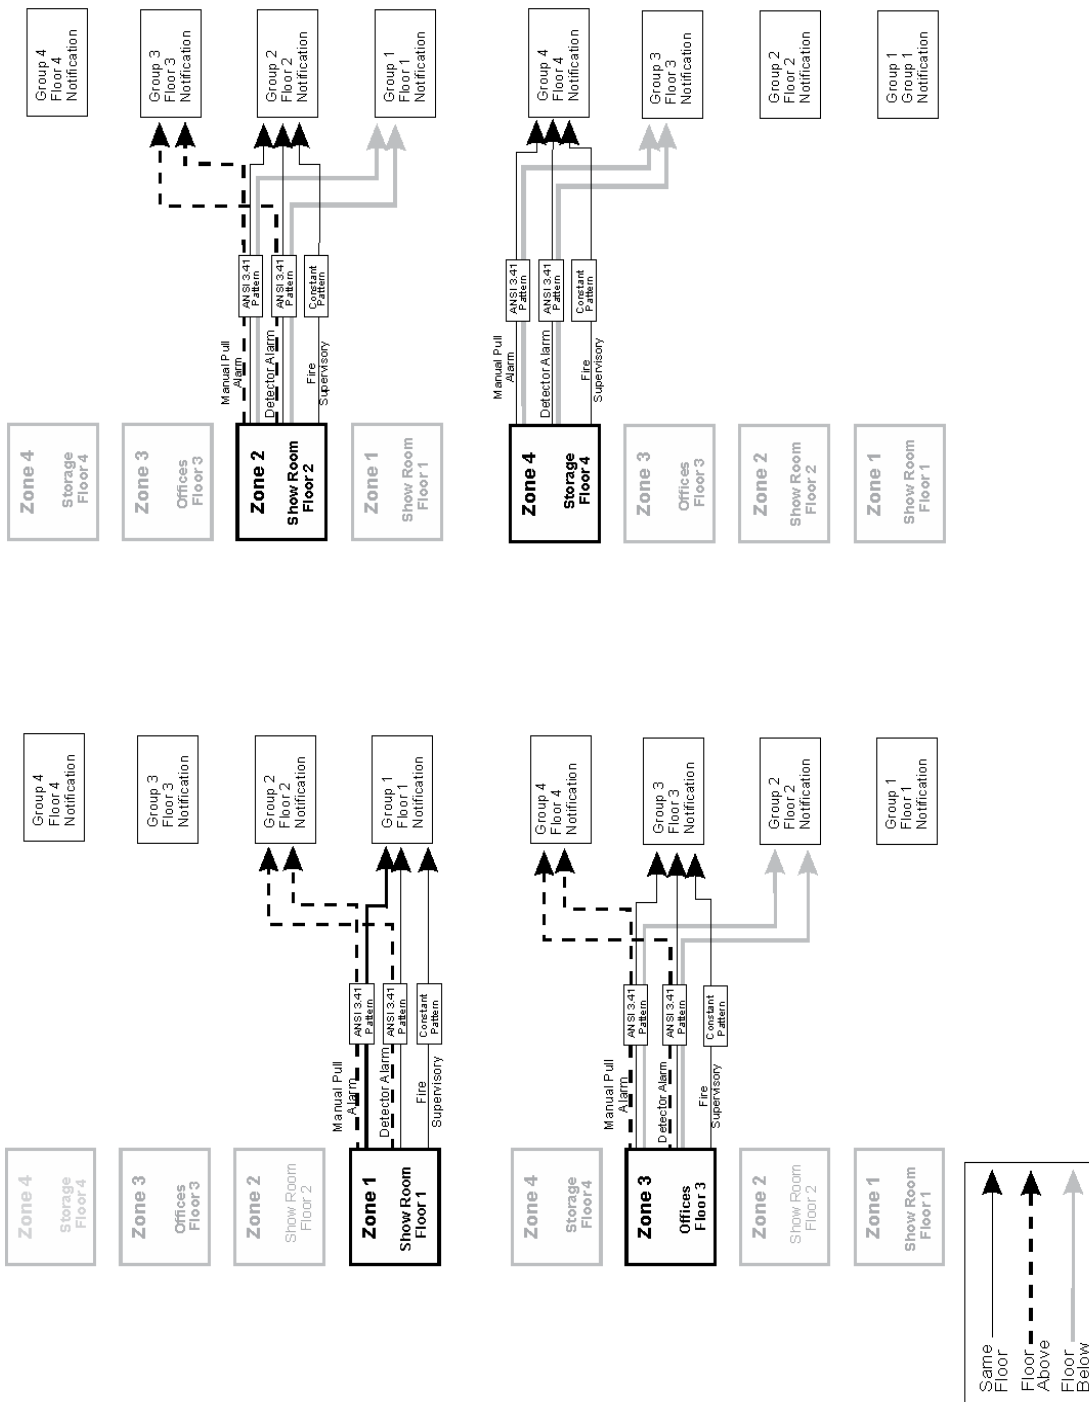 Zone 4
Storage
Floor 4
Group 4
Floor 4
Notification
Zone 3
Offices
Floor 3
Group 3
Floor 3
Notification
Zone 2
Show Room
Floor 2
Group 2
Floor 2
Notification
Zone 1
Show Room
Floor 1
Manual Pull
Alarm
ANSI 3.41
Pattern
Detector Alarm
ANSI 3.41
Pattern
Fire
Supervisory
Constant
Pattern
Group 1
Floor 1
Notification
Zone 4
Storage
Floor 4
Group 4
Floor 4
Notification
Zone 3
Offices
Floor 3
Group 3
Floor 3
Notification
Zone 2
Show Room
Floor 2
Manual Pull
Alarm
ANSI 3.41
Pattern
Detector Alarm
ANSI 3.41
Pattern
Fire
Supervisory
Constant
Pattern
Group 2
Floor 2
Notification
Zone 1
Show Room
Floor 1
Group 1
Floor 1
Notification
Zone 4
Storage
Floor 4
Group 4
Floor 4
Notification
Zone 3
Offices
Floor 3
Manual Pull
Alarm
ANSI 3.41
Pattern
Detector Alarm
ANSI 3.41
Pattern
Fire
Supervisory
Constant
Pattern
Group 3
Floor 3
Notification
Zone 2
Show Room
Floor 2
Group 2
Floor 2
Notification
Zone 1
Show Room
Floor 1
Group 1
Floor 1
Notification
Zone 4
Storage
Floor 4
Manual Pull
Alarm
ANSI 3.41
Pattern
Detector Alarm
ANSI 3.41
Pattern
Fire
Supervisory
Constant
Pattern
Group 4
Floor 4
Notification
Zone 3
Offices
Floor 3
Group 3
Floor 3
Notification
Zone 2
Show Room
Floor 2
Group 2
Floor 2
Notification
Zone 1
Show Room
Floor 1
Group 1
Group 1
Notification
Same
Floor
Floor
Above
Floor
Below